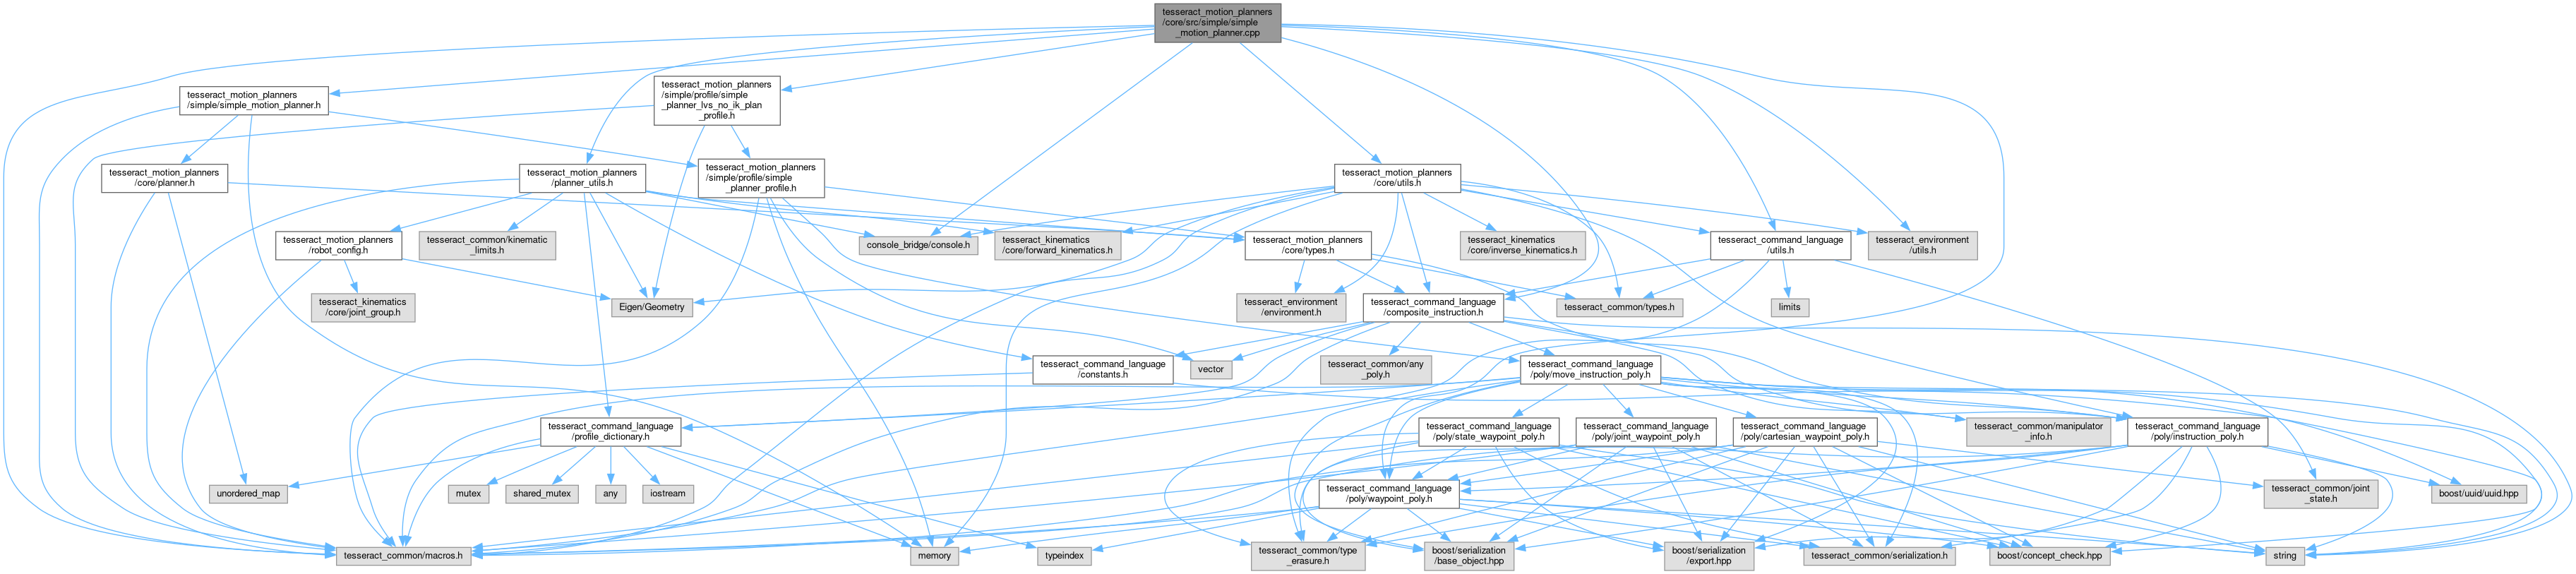 tesseract_motion_planners
/core/src/simple/simple
_motion_planner.cpp
tesseract_motion_planners
/simple/simple_motion_planner.h
tesseract_motion_planners
/simple/profile/simple
_planner_lvs_no_ik_plan
_profile.h
tesseract_motion_planners
/core/planner.h
tesseract_motion_planners
/planner_utils.h
tesseract_motion_planners
/simple/profile/simple
_planner_profile.h
tesseract_motion_planners
/core/utils.h
tesseract_motion_planners
/robot_config.h
tesseract_common/kinematic
_limits.h
console_bridge/console.h
tesseract_kinematics
/core/forward_kinematics.h
tesseract_motion_planners
/core/types.h
tesseract_kinematics
/core/inverse_kinematics.h
tesseract_command_language
/utils.h
tesseract_environment
/utils.h
tesseract_kinematics
/core/joint_group.h
Eigen/Geometry
tesseract_environment
/environment.h
tesseract_command_language
/composite_instruction.h
tesseract_common/types.h
limits
tesseract_command_language
/constants.h
vector
tesseract_common/any
_poly.h
tesseract_command_language
/poly/move_instruction_poly.h
tesseract_command_language
/profile_dictionary.h
tesseract_command_language
/poly/state_waypoint_poly.h
tesseract_command_language
/poly/joint_waypoint_poly.h
tesseract_command_language
/poly/cartesian_waypoint_poly.h
tesseract_common/manipulator
_info.h
tesseract_command_language
/poly/instruction_poly.h
unordered_map
mutex
shared_mutex
any
iostream
tesseract_command_language
/poly/waypoint_poly.h
tesseract_common/joint
_state.h
boost/uuid/uuid.hpp
tesseract_common/macros.h
memory
typeindex
tesseract_common/type
_erasure.h
boost/serialization
/base_object.hpp
boost/serialization
/export.hpp
tesseract_common/serialization.h
boost/concept_check.hpp
string